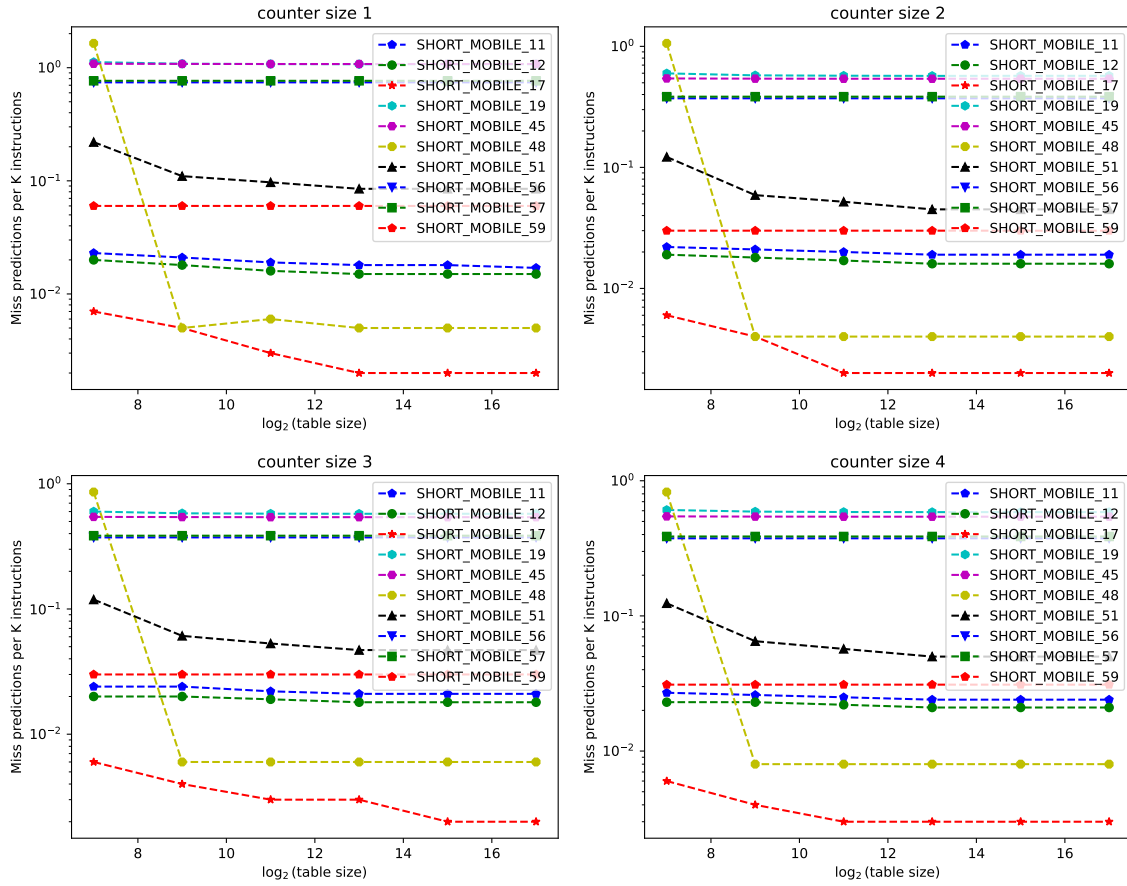 counter size 1
Miss predictions per K instructions
10⁰
10⁻¹
10⁻²
SHORT_MOBILE_11
SHORT_MOBILE_12
SHORT_MOBILE_17
SHORT_MOBILE_19
SHORT_MOBILE_45
SHORT_MOBILE_48
SHORT_MOBILE_51
SHORT_MOBILE_56
SHORT_MOBILE_57
SHORT_MOBILE_59
8 10 12 14 16
log₂(table size)
counter size 2
Miss predictions per K instructions
10⁰
10⁻¹
10⁻²
SHORT_MOBILE_11
SHORT_MOBILE_12
SHORT_MOBILE_17
SHORT_MOBILE_19
SHORT_MOBILE_45
SHORT_MOBILE_48
SHORT_MOBILE_51
SHORT_MOBILE_56
SHORT_MOBILE_57
SHORT_MOBILE_59
8 10 12 14 16
log₂(table size)
counter size 3
Miss predictions per K instructions
10⁰
10⁻¹
10⁻²
SHORT_MOBILE_11
SHORT_MOBILE_12
SHORT_MOBILE_17
SHORT_MOBILE_19
SHORT_MOBILE_45
SHORT_MOBILE_48
SHORT_MOBILE_51
SHORT_MOBILE_56
SHORT_MOBILE_57
SHORT_MOBILE_59
8 10 12 14 16
log₂(table size)
counter size 4
Miss predictions per K instructions
10⁰
10⁻¹
10⁻²
SHORT_MOBILE_11
SHORT_MOBILE_12
SHORT_MOBILE_17
SHORT_MOBILE_19
SHORT_MOBILE_45
SHORT_MOBILE_48
SHORT_MOBILE_51
SHORT_MOBILE_56
SHORT_MOBILE_57
SHORT_MOBILE_59
8 10 12 14 16
log₂(table size)